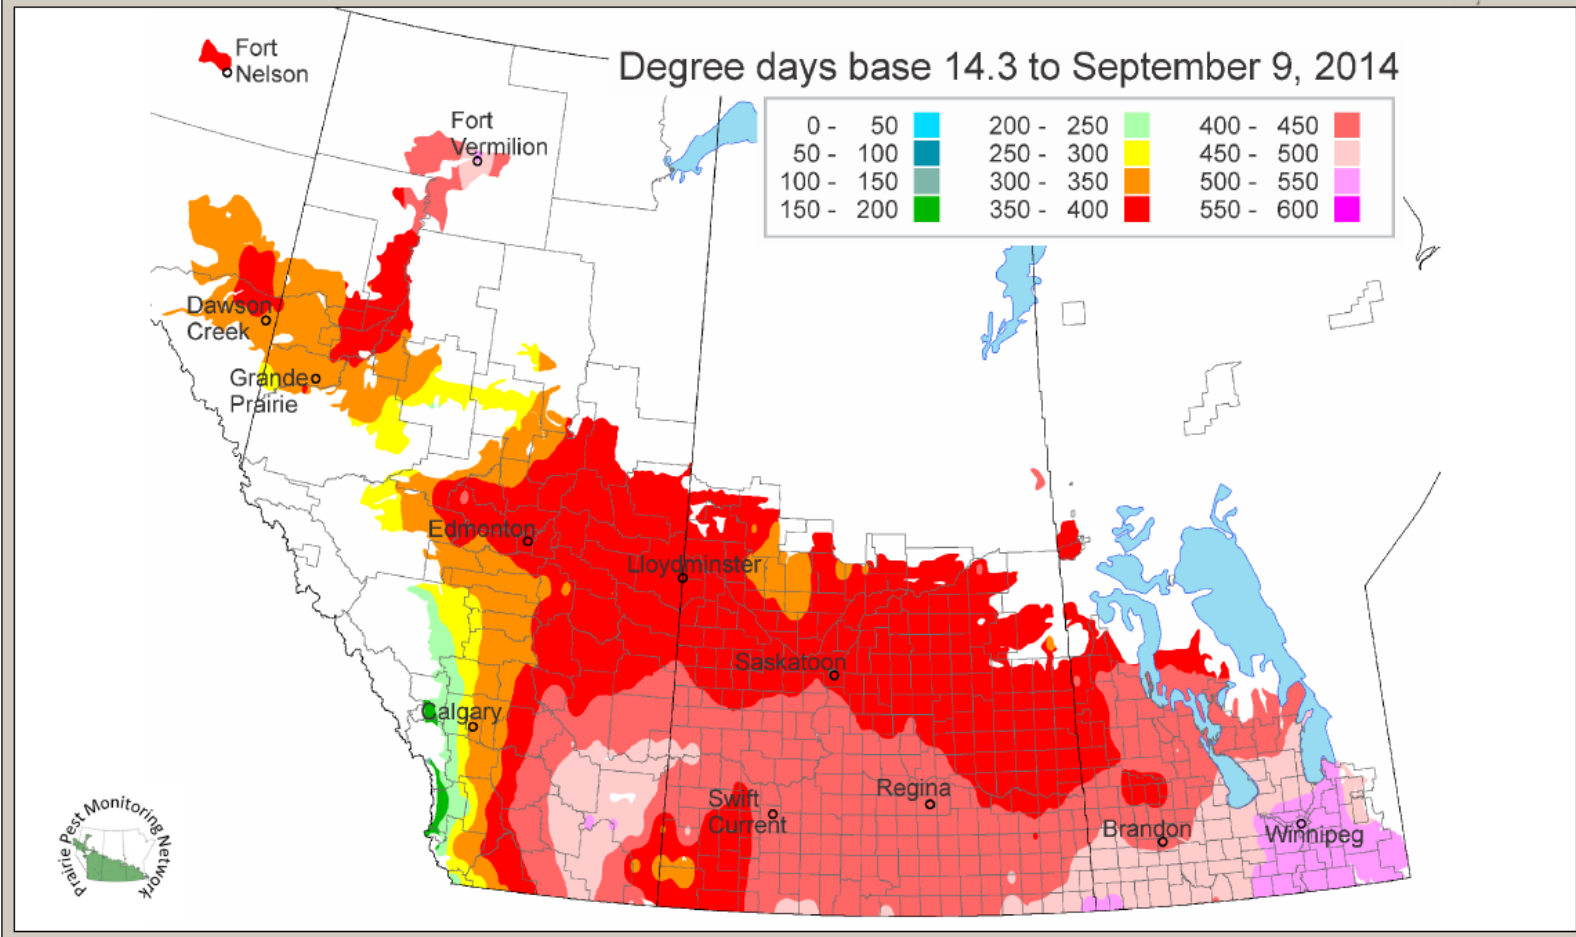 Degree days base 14.3 to September 9, 2014
0 - 50
50 - 100
100 - 150
150 - 200
200 - 250
250 - 300
300 - 350
350 - 400
400 - 450
450 - 500
500 - 550
550 - 600
Fort
Nelson
Fort
Vermilion
Dawson
Creek
Grande
Prairie
Edmonton
Lloydminster
Saskatoon
Calgary
Swift
Current
Regina
Brandon
Winnipeg
Prairie Pest Monitoring Network